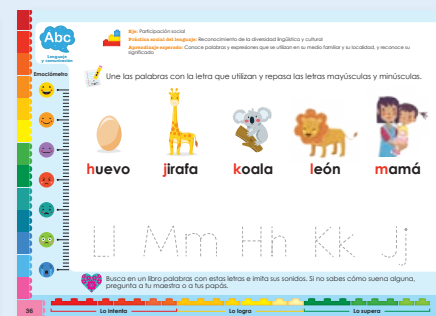 Abc
Lenguaje
y comunicación
Eje: Participación social
Práctica social del lenguaje: Reconocimiento de la diversidad lingüística y cultural
Aprendizaje esperado: Conoce palabras y expresiones que se utilizan en su medio familiar y su localidad, y reconoce su
significado
Emociómetro
Une las palabras con la letra que utilizan y repasa las letras mayúsculas y minúsculas.
huevo jirafa koala león mamá
Ll Mm Hh Kk Jj
Busca en un libro palabras con estas letras e imita sus sonidos. Si no sabes cómo suena alguna,
pregunta a tu maestra o a tus papás.
36 Lo intenta Lo logra Lo supera